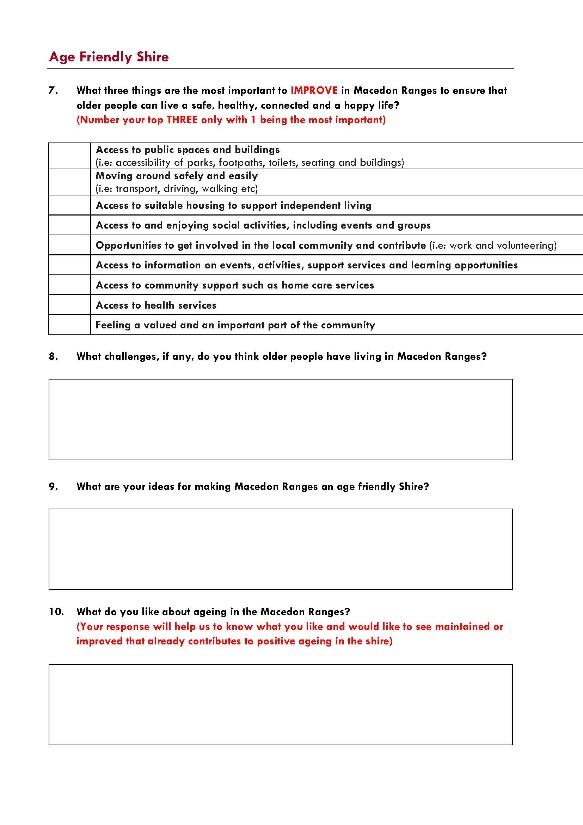 Age Friendly Shire
7. What three things are the most important to IMPROVE in Macedon Ranges to ensure that
older people can live a safe, healthy, connected and a happy life?
(Number your top THREE only with 1 being the most important)
Access to public spaces and buildings
(i.e: accessibility of parks, footpaths, toilets, seating and buildings)
Moving around safely and easily
(i.e: transport, driving, walking etc)
Access to suitable housing to support independent living
Access to and enjoying social activities, including events and groups
Opportunities to get involved in the local community and contribute (i.e: work and volunteering)
Access to information on events, activities, support services and learning opportunities
Access to community support such as home care services
Access to health services
Feeling a valued and an important part of the community
8. What challenges, if any, do you think older people have living in Macedon Ranges?
9. What are your ideas for making Macedon Ranges an age friendly Shire?
10. What do you like about ageing in the Macedon Ranges?
(Your response will help us to know what you like and would like to see maintained or
improved that already contributes to positive ageing in the shire)